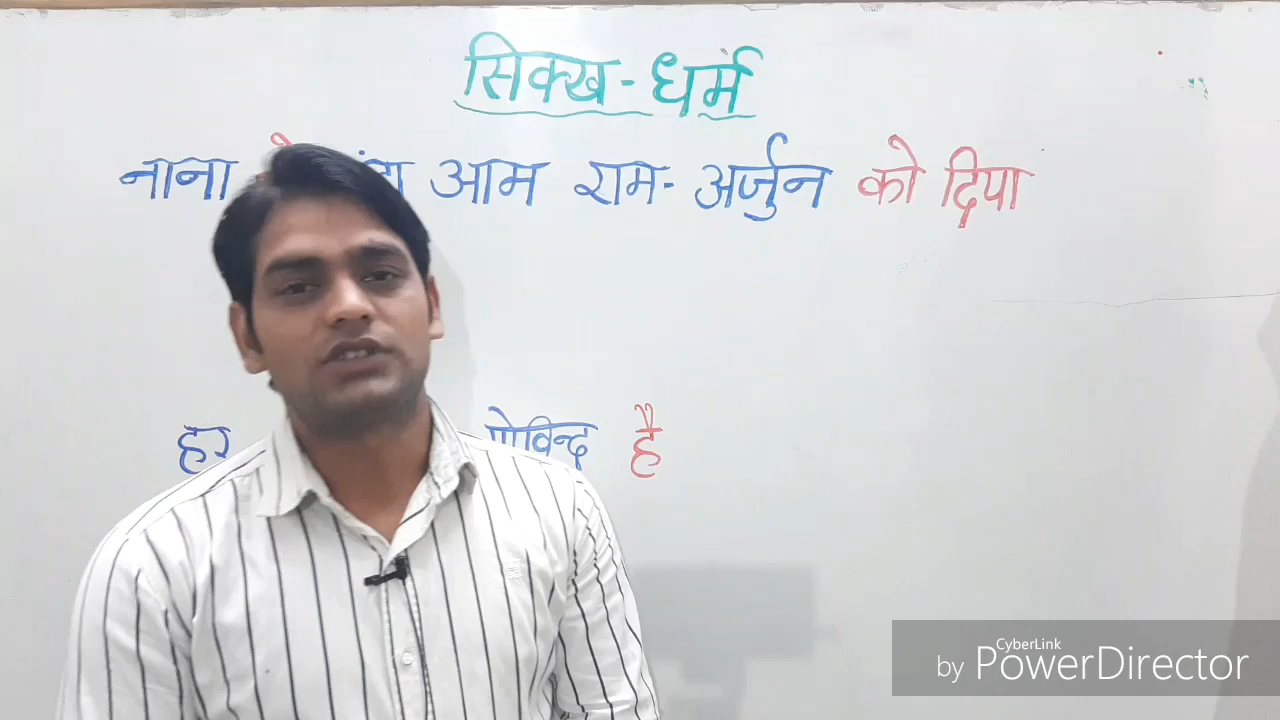 सिक्ख - धर्म
नाना आम राम - अर्जुन को दिया
हर गोविन्द है
CyberLink
by PowerDirector